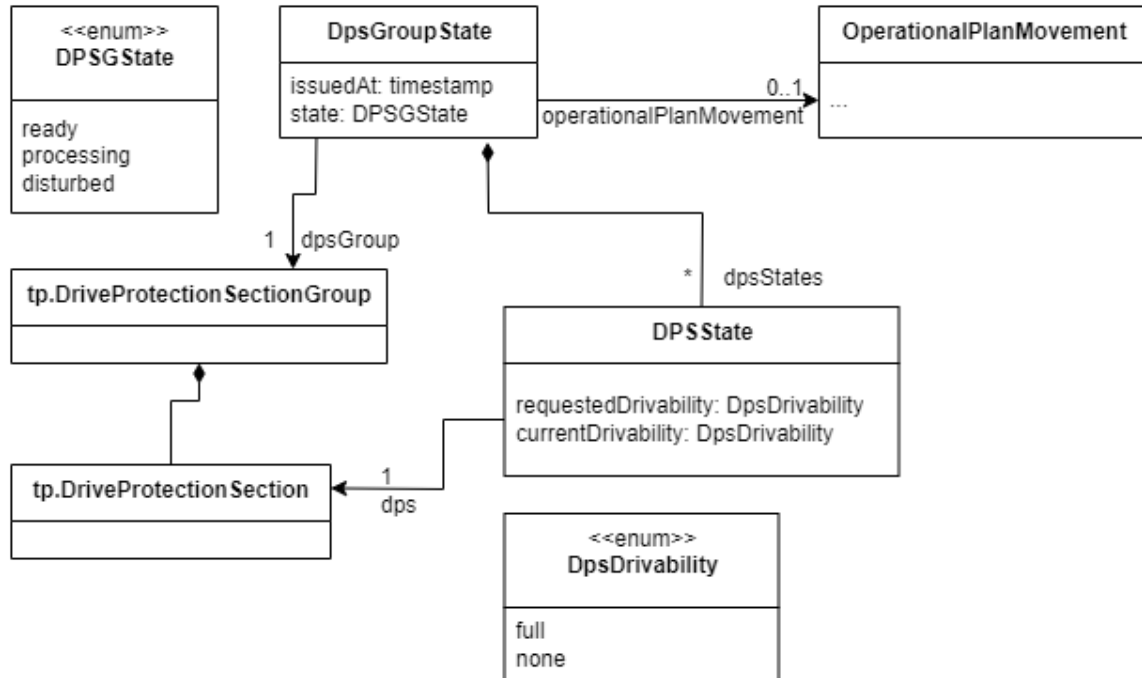 <<enum>>
DPSGState
ready
processing
disturbed
DpsGroupState
issuedAt: timestamp
state: DPSGState
OperationalPlanMovement
...
0..1
operationalPlanMovement
1 dpsGroup
* dpsStates
tp.DriveProtectionSectionGroup
DPSState
requestedDrivability: DpsDrivability
currentDrivability: DpsDrivability
tp.DriveProtectionSection
1
dps
<<enum>>
DpsDrivability
full
none